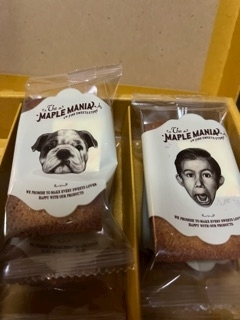 The
MAPLE MANIA
WE PROMISE TO MAKE EVERY SWEETS LOVER
HAPPY WITH OUR PRODUCTS.
The
MAPLE MANIA
WE PROMISE TO MAKE EVERY SWEETS LOVER
HAPPY WITH OUR PRODUCTS.